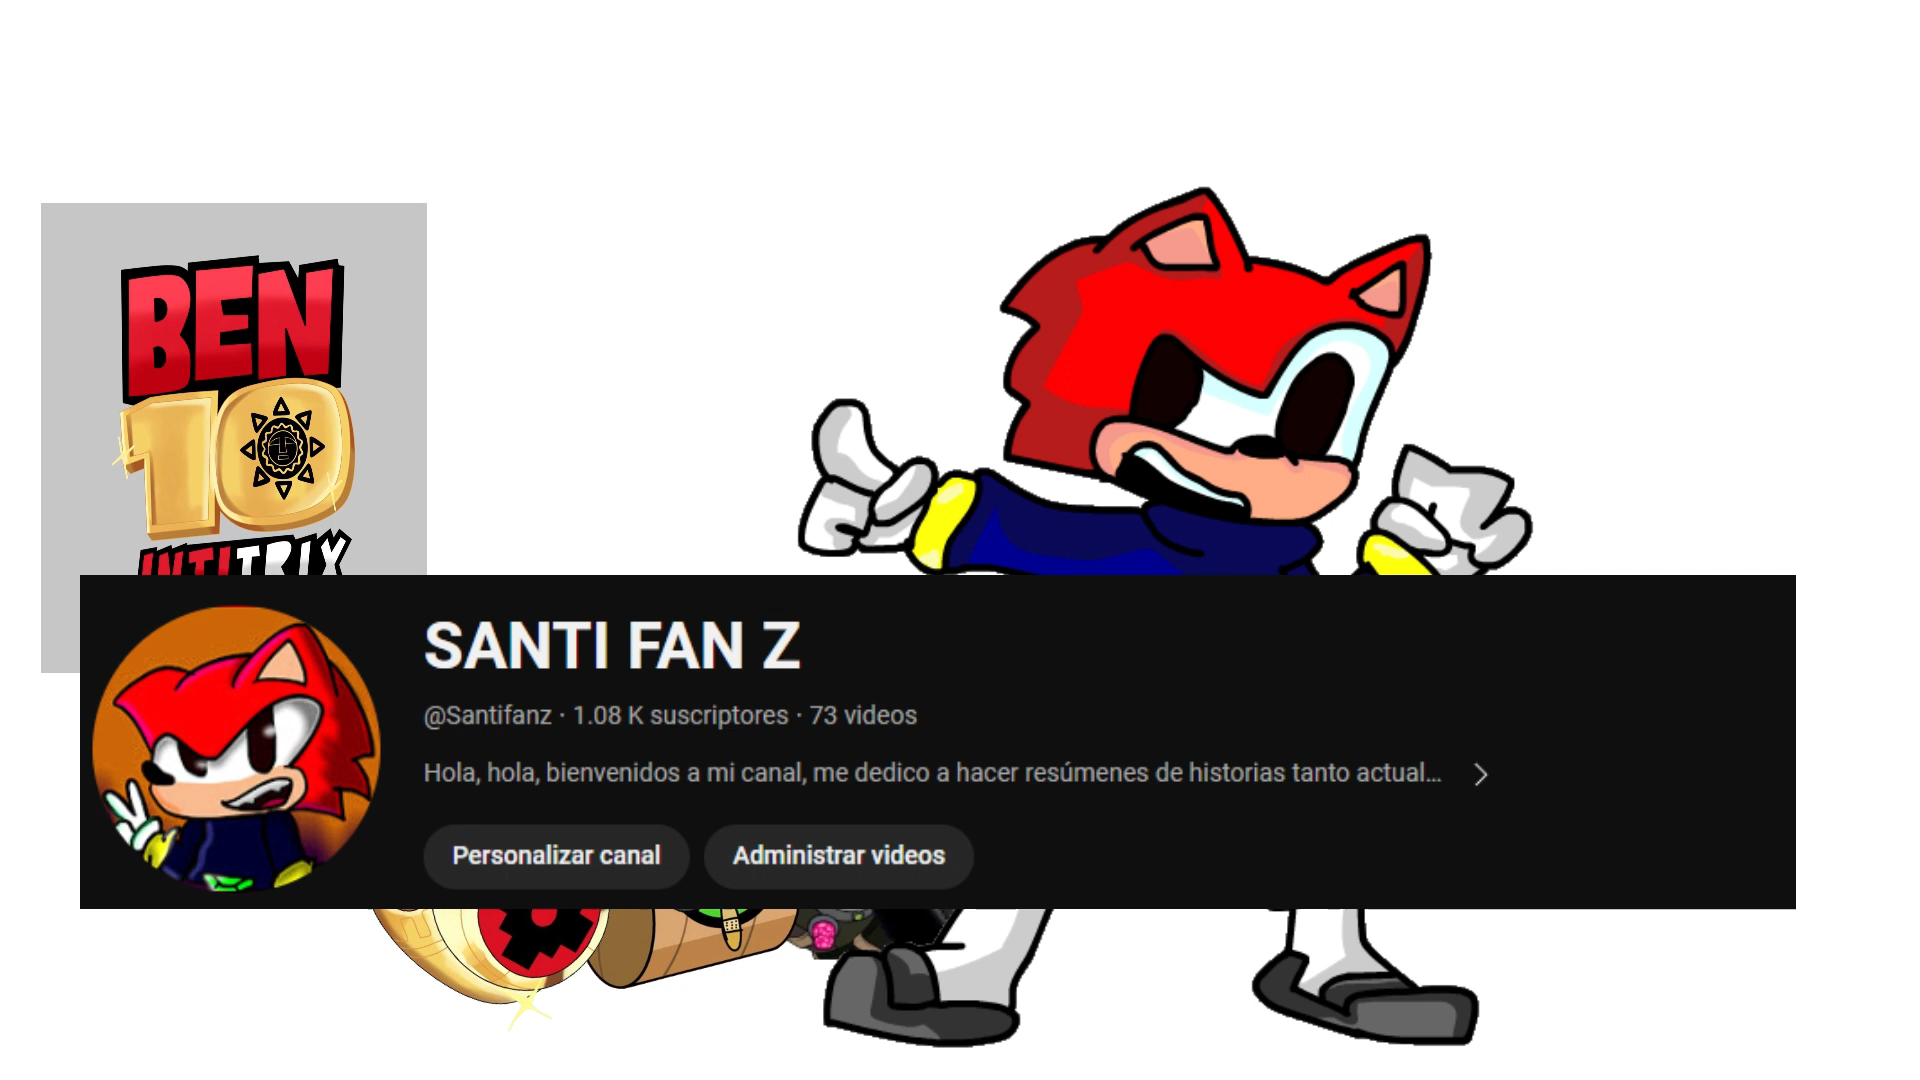 BEN
10
INTITRIX
SANTI FAN Z
@Santifanz · 1.08 K suscriptores · 73 videos
Hola, hola, bienvenidos a mi canal, me dedico a hacer resúmenes de historias tanto actual...
Personalizar canal
Administrar videos